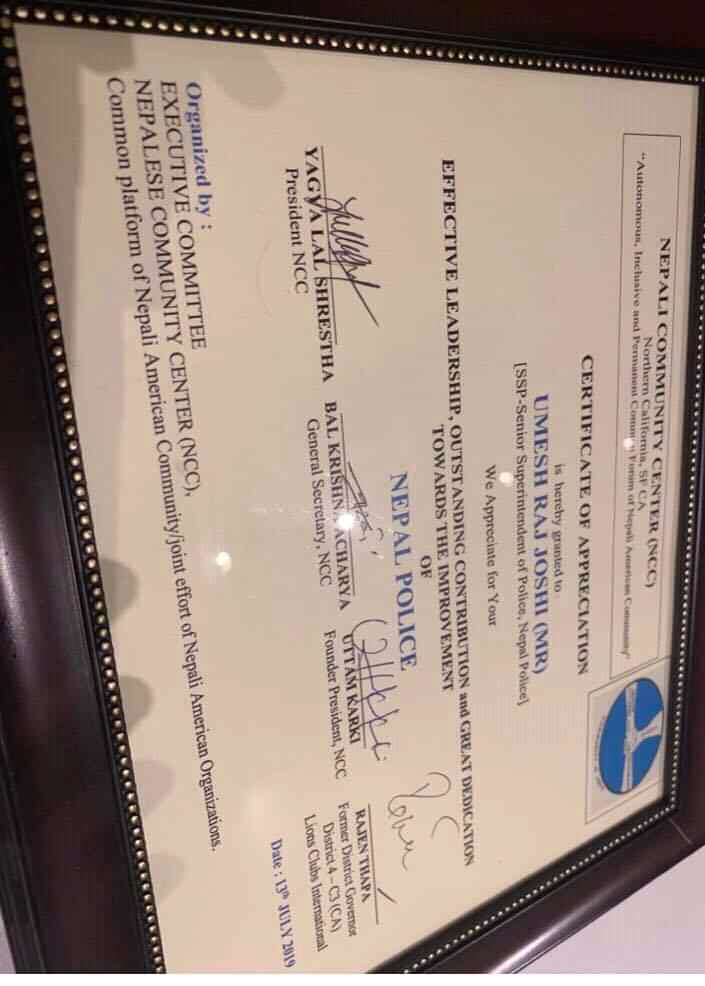 NEPALI COMMUNITY CENTER (NCC)
Northern California, SF CA
"Autonomous, Inclusive and Permanent Common Forum of Nepali American Community"
CERTIFICATE OF APPRECIATION
is hereby granted to
UMESH RAJ JOSHI (MR)
[SSP-Senior Superintendent of Police, Nepal Police]
We Appreciate for Your
EFFECTIVE LEADERSHIP, OUTSTANDING CONTRIBUTION and GREAT DEDICATION
TOWARDS THE IMPROVEMENT
OF
NEPAL POLICE
YAGYA LAL SHRESTHA
President NCC
BAL KRISHNA ACHARYA
General Secretary, NCC
UTTAM KARKI
Founder President, NCC
RAJEN THAPA
Former District Governor
District 4 – C3 (CA)
Lions Clubs International
Organized by :
EXECUTIVE COMMITTEE
NEPALESE COMMUNITY CENTER (NCC),
Common platform of Nepali American Community/joint effort of Nepali American Organizations.
Date : 13th JULY 2019